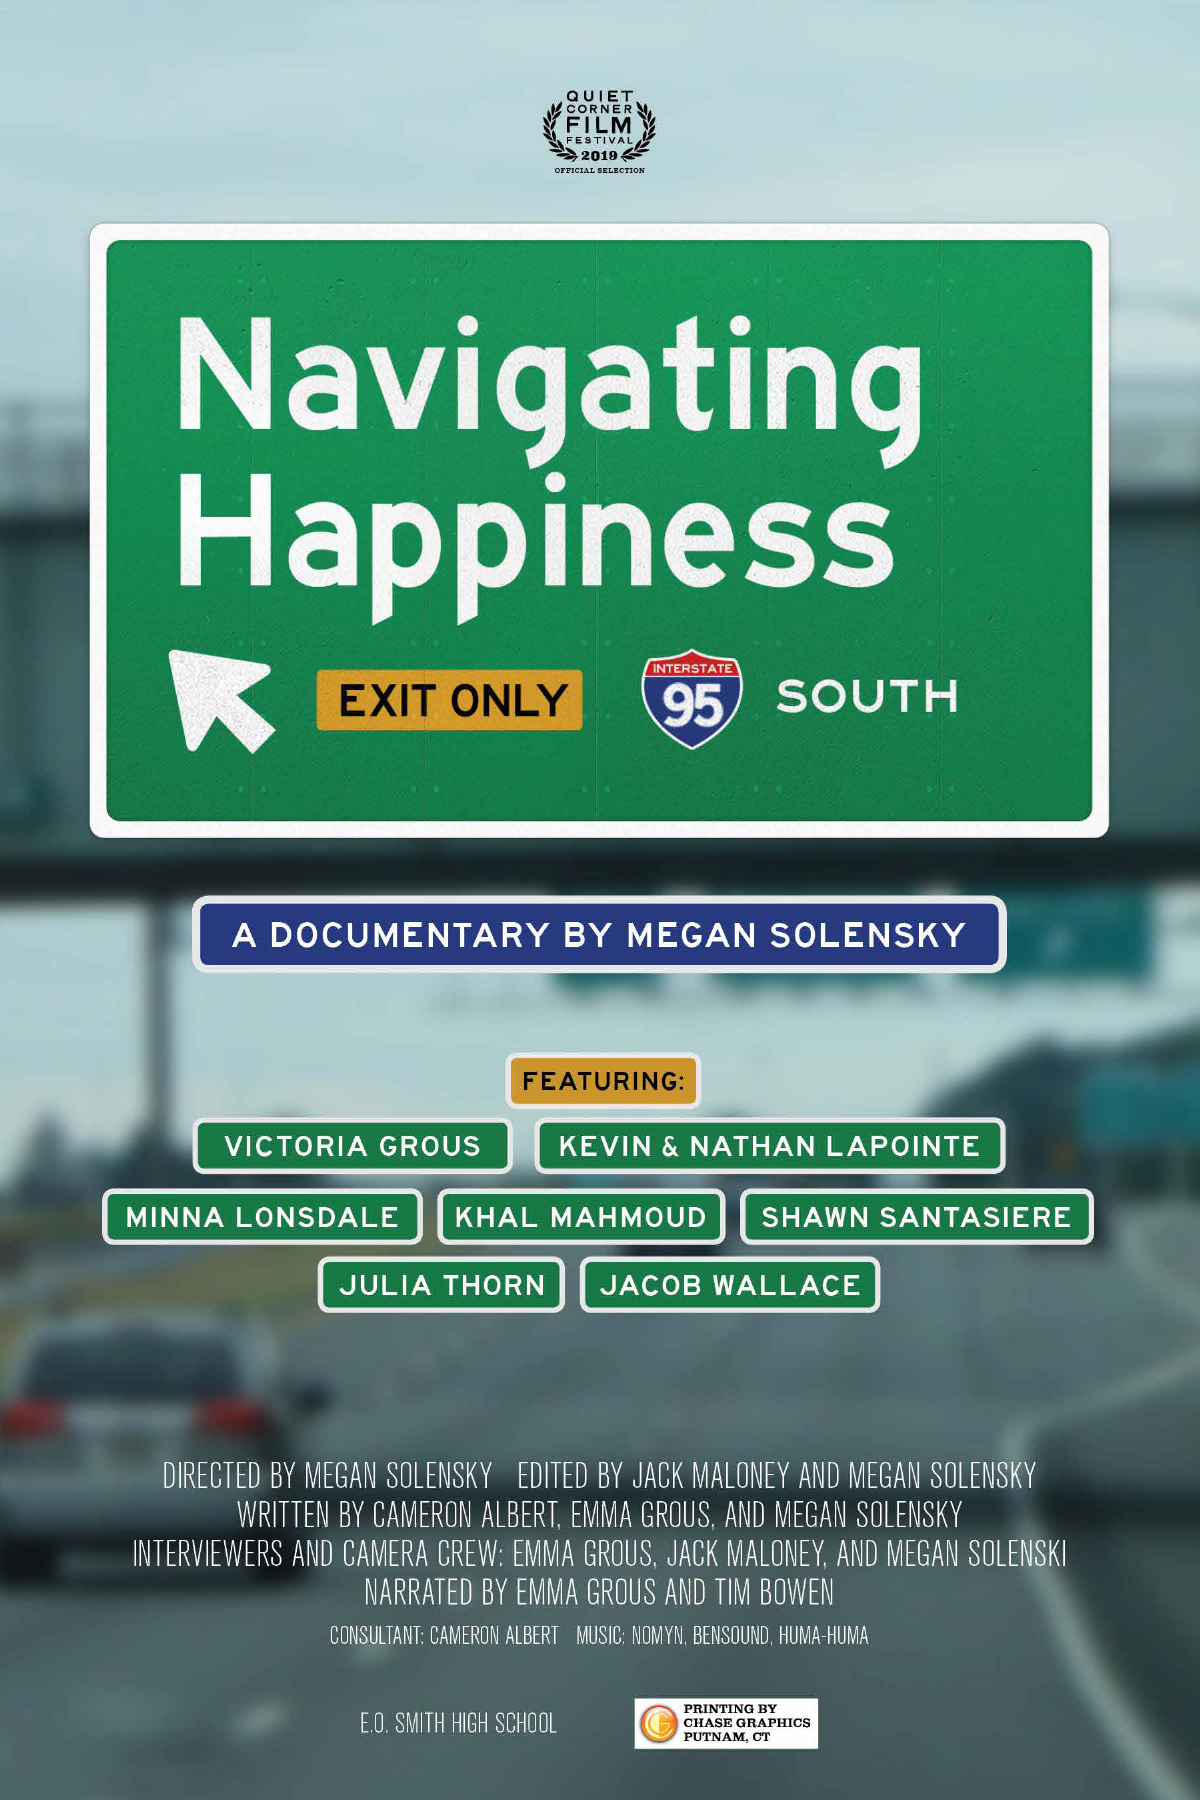 QUIET
CORNER
FILM
FESTIVAL
2019
OFFICIAL SELECTION
Navigating
Happiness
EXIT ONLY INTERSTATE 95 SOUTH
A DOCUMENTARY BY MEGAN SOLENSKY
FEATURING:
VICTORIA GROUS KEVIN & NATHAN LAPOINTE
MINNA LONSDALE KHAL MAHMOUD SHAWN SANTASIERE
JULIA THORN JACOB WALLACE
DIRECTED BY MEGAN SOLENSKY EDITED BY JACK MALONEY AND MEGAN SOLENSKY
WRITTEN BY CAMERON ALBERT, EMMA GROUS, AND MEGAN SOLENSKY
INTERVIEWERS AND CAMERA CREW: EMMA GROUS, JACK MALONEY, AND MEGAN SOLENSKI
NARRATED BY EMMA GROUS AND TIM BOWEN
CONSULTANT: CAMERON ALBERT MUSIC: NOMYN, BENSOUND, HUMA-HUMA
E.O. SMITH HIGH SCHOOL
PRINTING BY
CHASE GRAPHICS
PUTNAM, CT